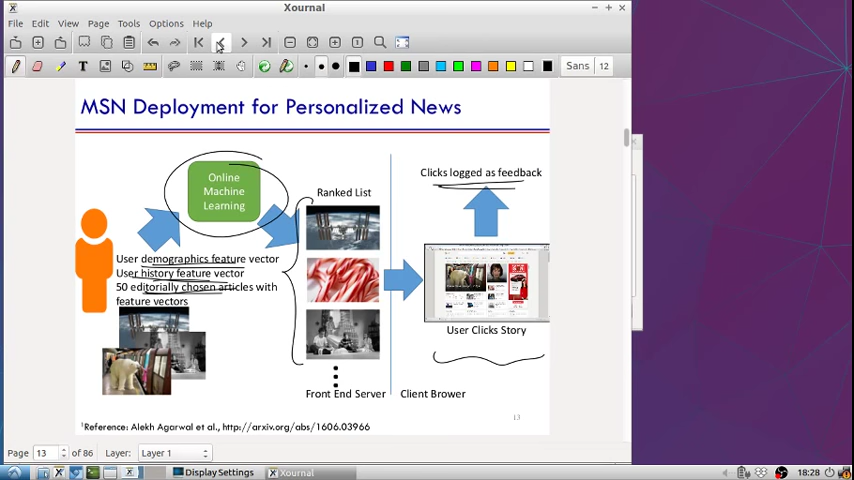 Xournal
File Edit View Page Tools Options Help
Sans 12
MSN Deployment for Personalized News
Online
Machine
Learning
Ranked List
Clicks logged as feedback
User demographics feature vector
User history feature vector
50 editorially chosen articles with
feature vectors
User Clicks Story
Front End Server
Client Brower
13
1Reference: Alekh Agarwal et al., http://arxiv.org/abs/1606.03966
Page 13 of 86 Layer: Layer 1
Display Settings
Xournal
18:28